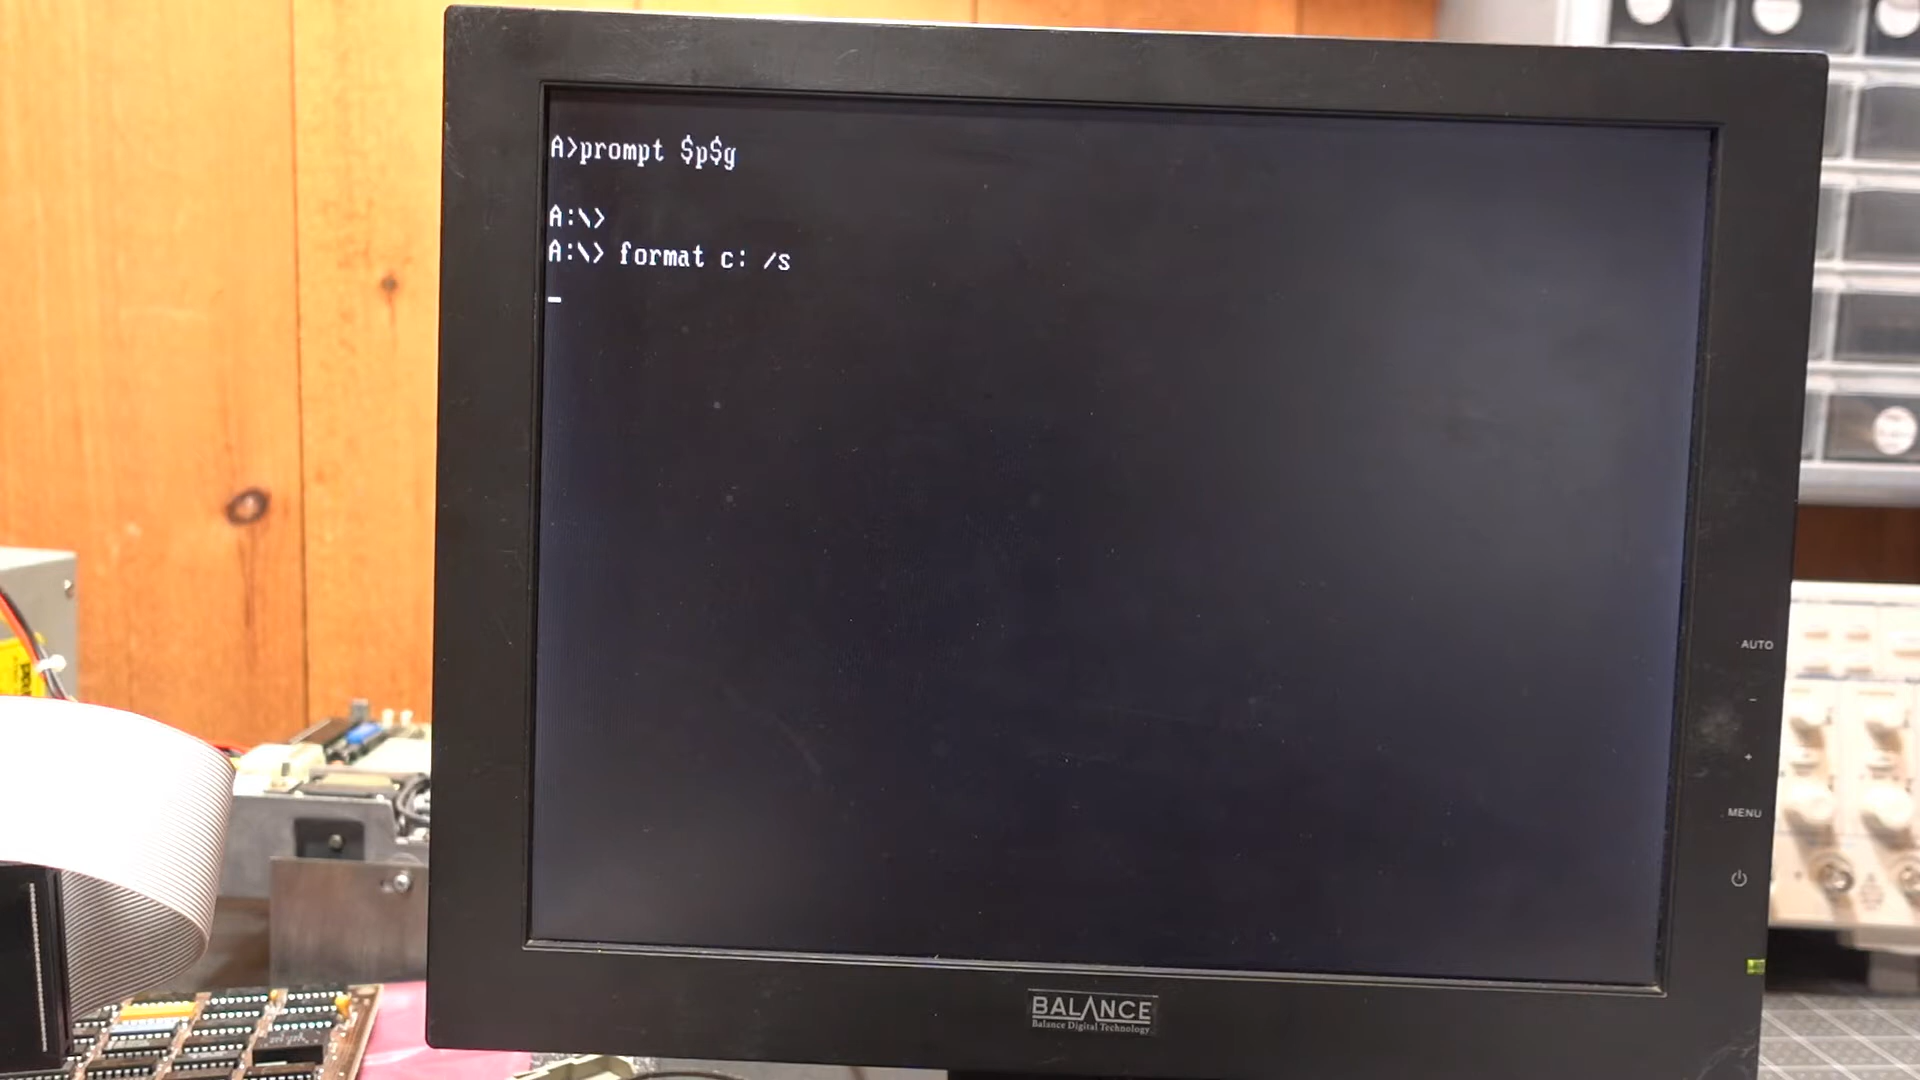 A>prompt $p$g
A:\>
A:\> format c: /s
AUTO
-
+
MENU
BALANCE
Balance Digital Technology